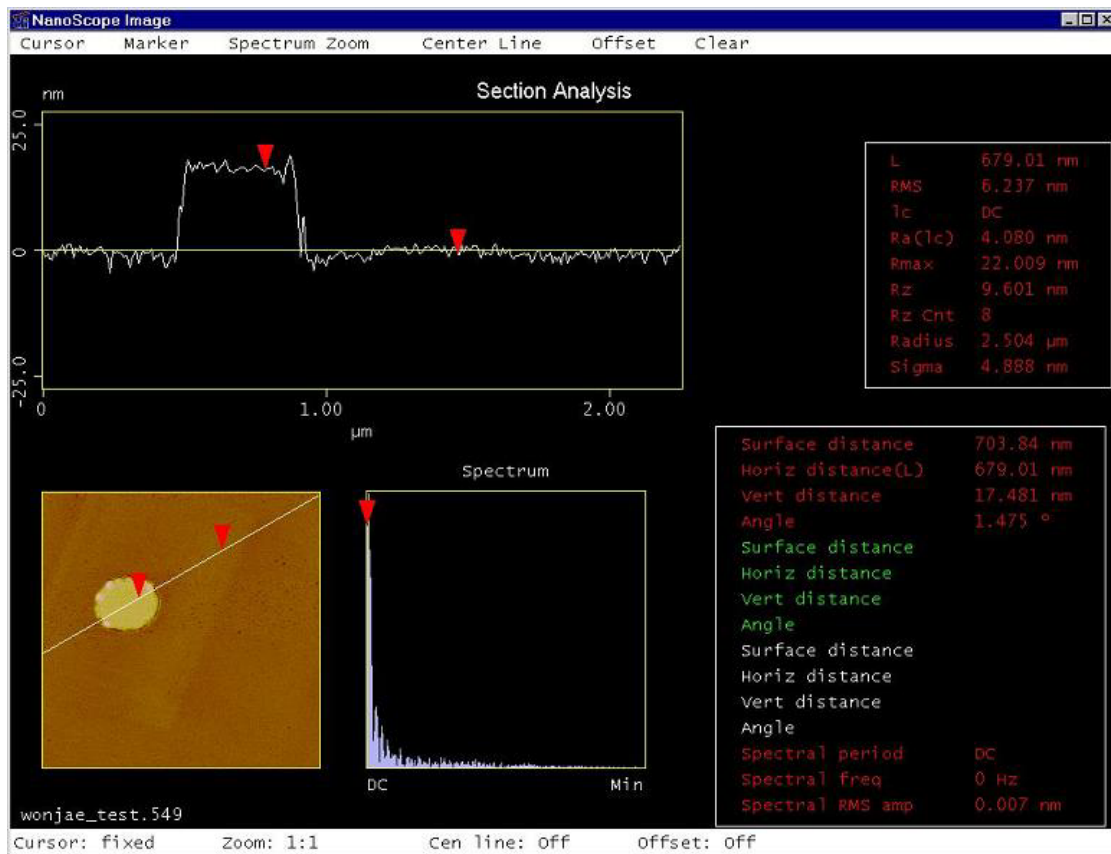 NanoScope Image
Cursor Marker Spectrum Zoom Center Line Offset Clear
Section Analysis
nm
25.0
0
-25.0
0 1.00 2.00
µm
L 679.01 nm
RMS 6.237 nm
lc DC
Ra(lc) 4.080 nm
Rmax 22.009 nm
Rz 9.601 nm
Rz Cnt 8
Radius 2.504 µm
Sigma 4.888 nm
Surface distance 703.84 nm
Horiz distance(L) 679.01 nm
Vert distance 17.481 nm
Angle 1.475 °
Surface distance
Horiz distance
Vert distance
Angle
Surface distance
Horiz distance
Vert distance
Angle
Spectral period DC
Spectral freq 0 Hz
Spectral RMS amp 0.007 nm
Spectrum
DC Min
wonjae_test.549
Cursor: fixed Zoom: 1:1 Cen line: Off Offset: Off